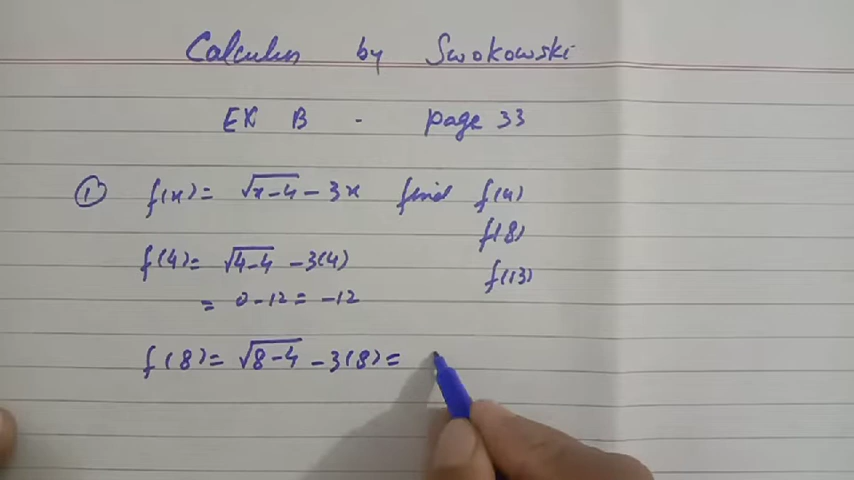 Calculus by Swokowski
EX B - page 33
① f(x) = √x-4 - 3x find f(4)
f(8)
f(4) = √4-4 - 3(4)
f(13)
= 0-12 = -12
f(8) = √8-4 - 3(8) =